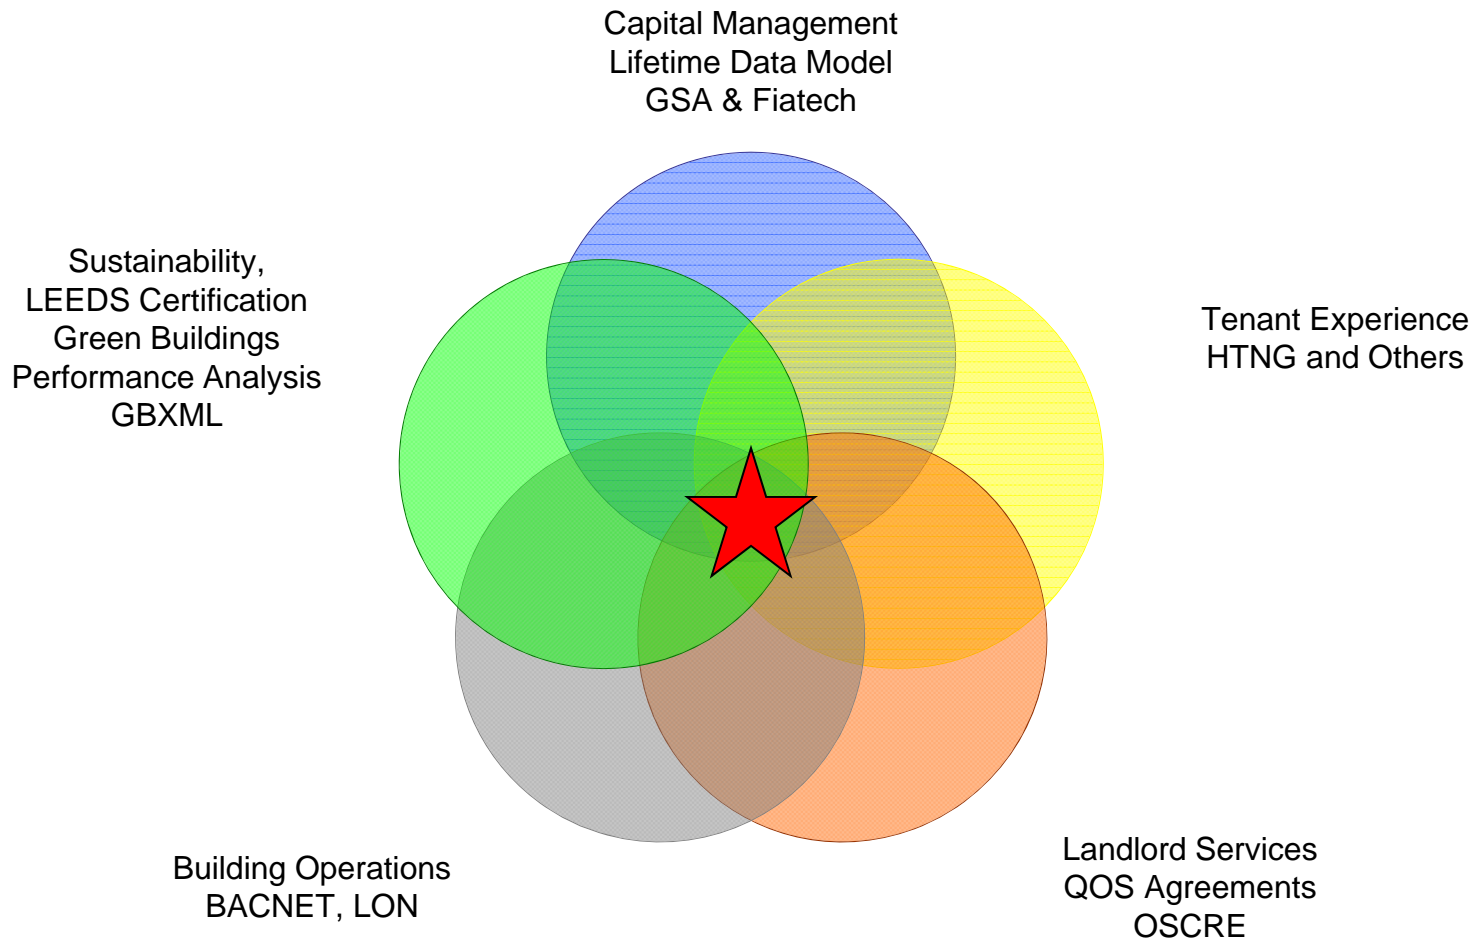 Capital Management
Lifetime Data Model
GSA & Fiatech
Sustainability,
LEEDS Certification
Green Buildings
Performance Analysis
GBXML
Tenant Experience
HTNG and Others
Building Operations
BACNET, LON
Landlord Services
QOS Agreements
OSCRE